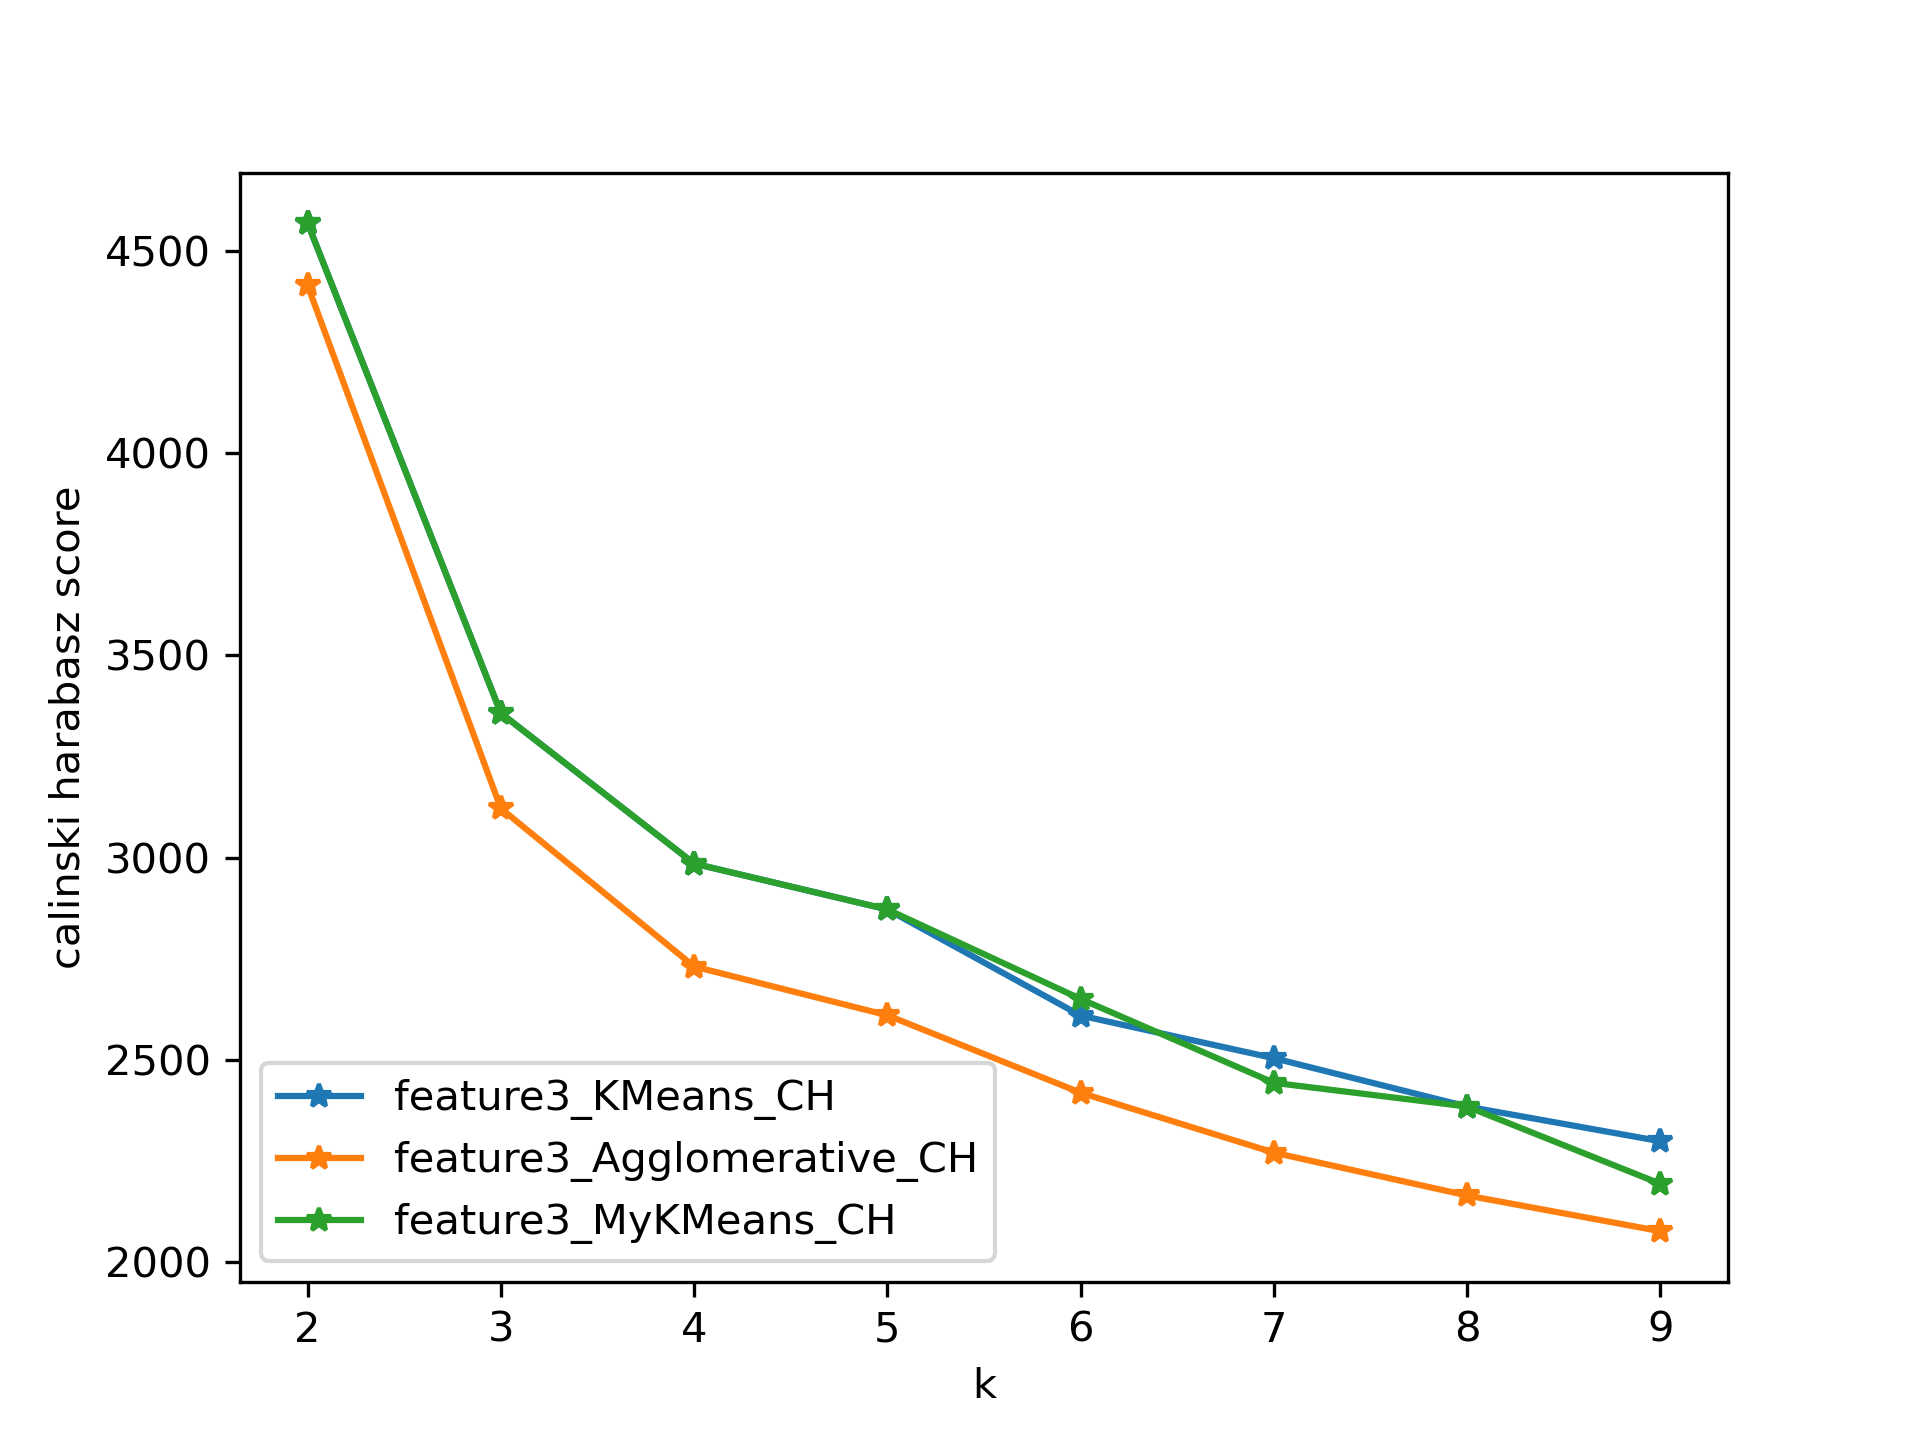 4500
4000
3500
3000
2500
2000
calinski harabasz score
feature3_KMeans_CH
feature3_Agglomerative_CH
feature3_MyKMeans_CH
2 3 4 5 6 7 8 9
k